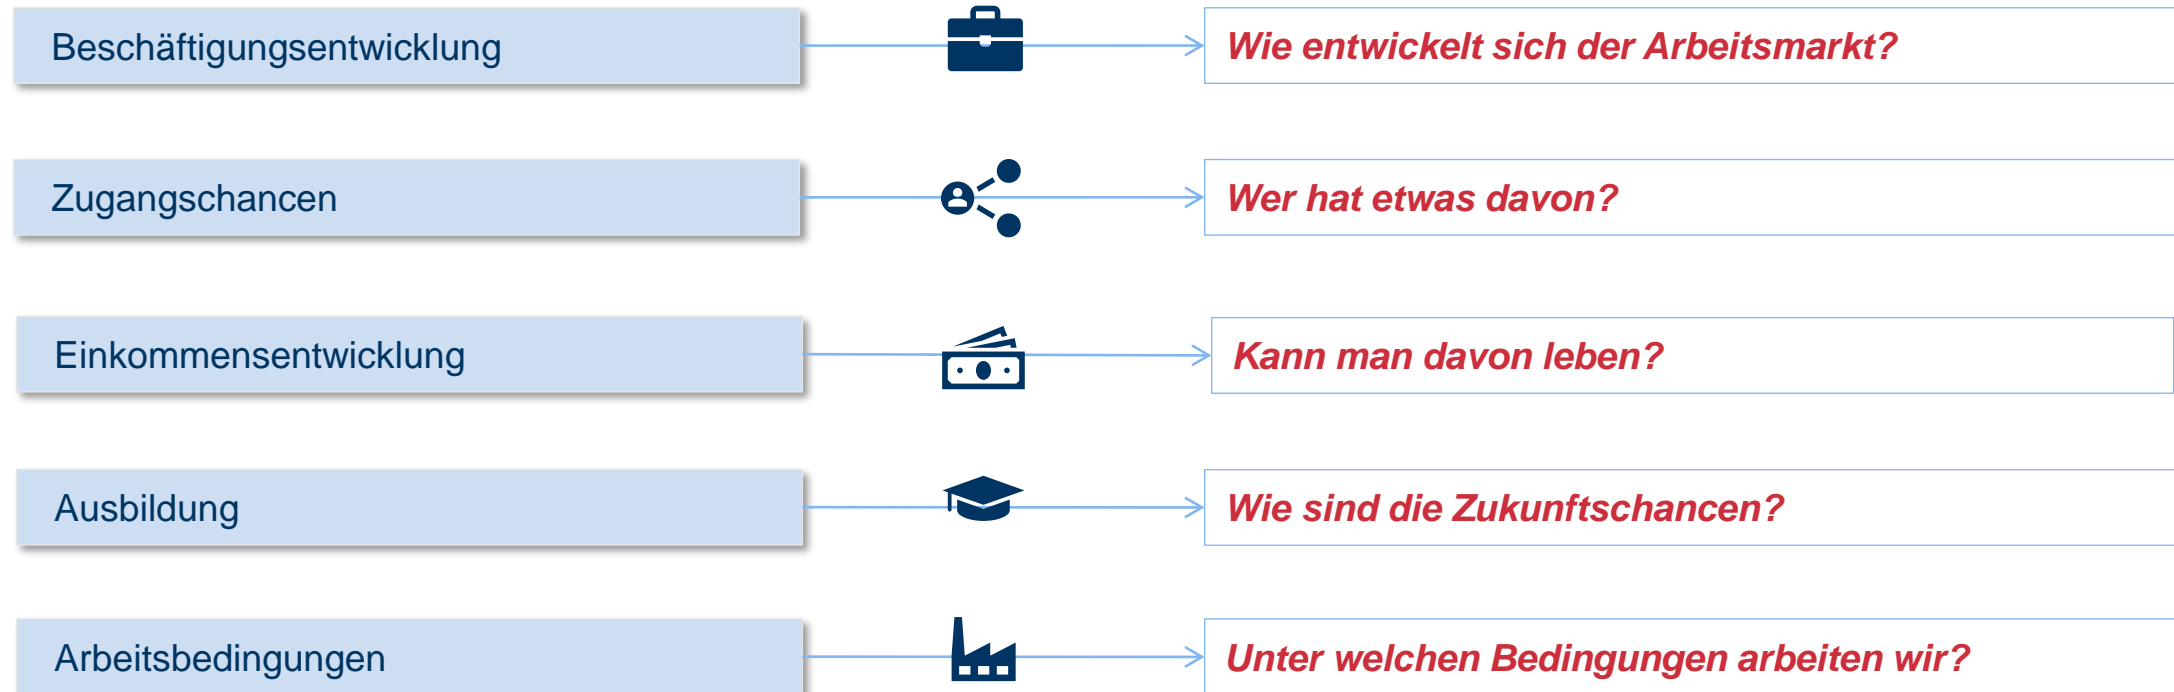 Beschäftigungsentwicklung
Wie entwickelt sich der Arbeitsmarkt?
Zugangschancen
Wer hat etwas davon?
Einkommensentwicklung
Kann man davon leben?
Ausbildung
Wie sind die Zukunftschancen?
Arbeitsbedingungen
Unter welchen Bedingungen arbeiten wir?